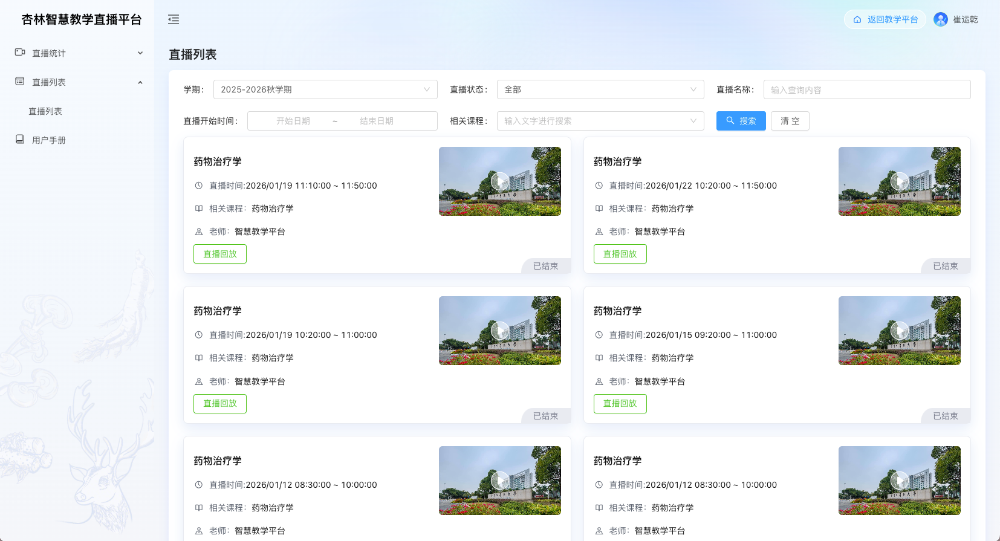 杏林智慧教学直播平台
返回教学平台
崔运乾
直播统计
直播列表
直播列表
用户手册
直播列表
学期：
2025-2026秋学期
直播状态：
全部
直播名称：
输入查询内容
直播开始时间：
开始日期 ~ 结束日期
相关课程：
输入文字进行搜索
搜索
清 空
药物治疗学
直播时间:2026/01/19 11:10:00 ~ 11:50:00
相关课程：药物治疗学
老师：智慧教学平台
直播回放
已结束
药物治疗学
直播时间:2026/01/22 10:20:00 ~ 11:50:00
相关课程：药物治疗学
老师：智慧教学平台
直播回放
已结束
药物治疗学
直播时间:2026/01/19 10:20:00 ~ 11:00:00
相关课程：药物治疗学
老师：智慧教学平台
直播回放
已结束
药物治疗学
直播时间:2026/01/15 09:20:00 ~ 11:00:00
相关课程：药物治疗学
老师：智慧教学平台
直播回放
已结束
药物治疗学
直播时间:2026/01/12 08:30:00 ~ 10:00:00
相关课程：药物治疗学
老师：智慧教学平台
药物治疗学
直播时间:2026/01/12 08:30:00 ~ 10:00:00
相关课程：药物治疗学
老师：智慧教学平台